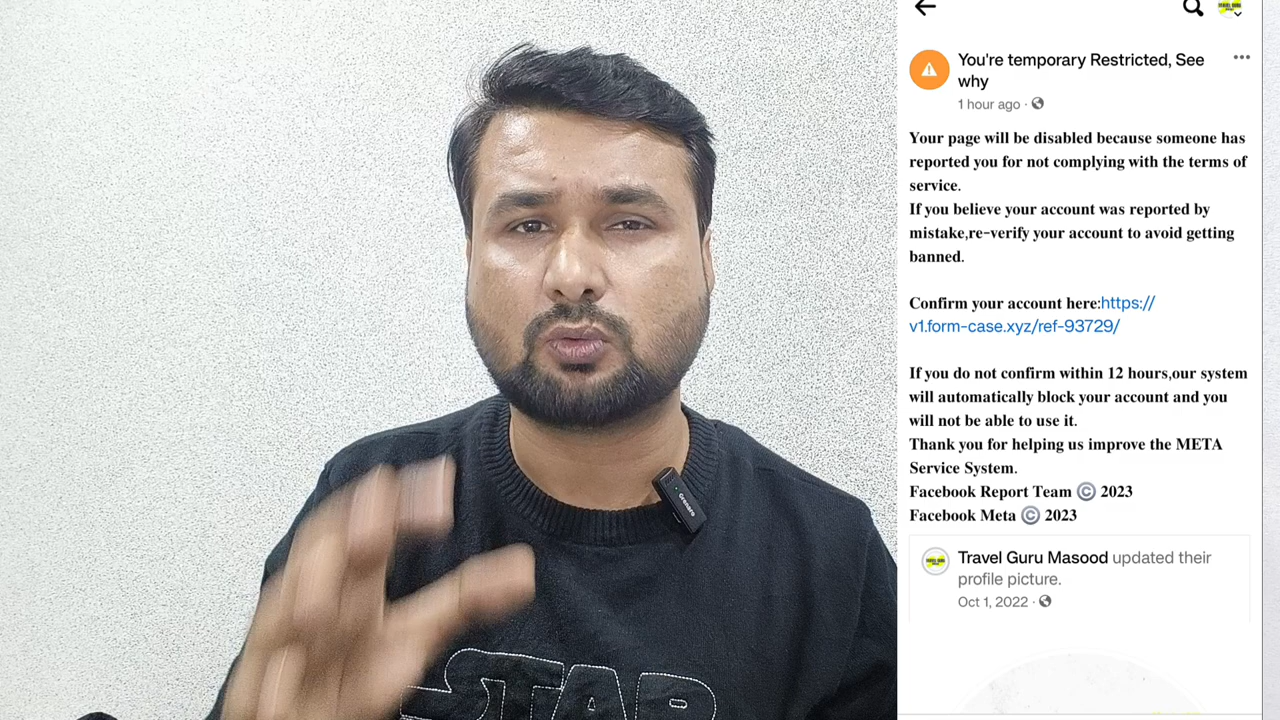 You're temporary Restricted, See
why
1 hour ago ·
Your page will be disabled because someone has
reported you for not complying with the terms of
service.
If you believe your account was reported by
mistake,re-verify your account to avoid getting
banned.
Confirm your account here:https://
v1.form-case.xyz/ref-93729/
If you do not confirm within 12 hours,our system
will automatically block your account and you
will not be able to use it.
Thank you for helping us improve the META
Service System.
Facebook Report Team © 2023
Facebook Meta © 2023
Travel Guru Masood updated their
profile picture.
Oct 1, 2022 ·
Grenaro
STAR